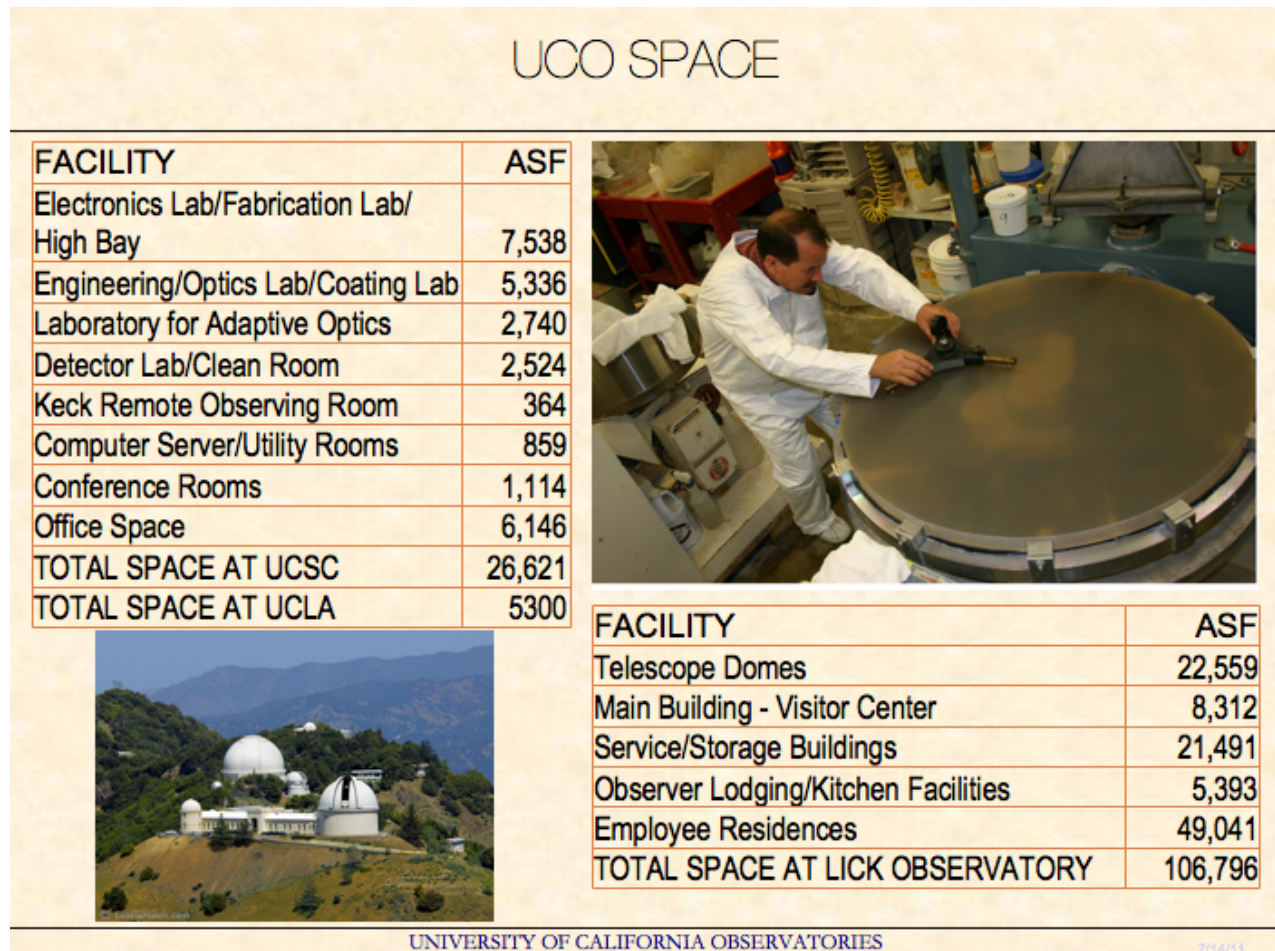 UCO SPACE
FACILITY ASF
Electronics Lab/Fabrication Lab/
High Bay 7,538
Engineering/Optics Lab/Coating Lab 5,336
Laboratory for Adaptive Optics 2,740
Detector Lab/Clean Room 2,524
Keck Remote Observing Room 364
Computer Server/Utility Rooms 859
Conference Rooms 1,114
Office Space 6,146
TOTAL SPACE AT UCSC 26,621
TOTAL SPACE AT UCLA 5300
9
FACILITY ASF
Telescope Domes 22,559
Main Building - Visitor Center 8,312
Service/Storage Buildings 21,491
Observer Lodging/Kitchen Facilities 5,393
Employee Residences 49,041
TOTAL SPACE AT LICK OBSERVATORY 106,796
UNIVERSITY OF CALIFORNIA OBSERVATORIES
7/14/11